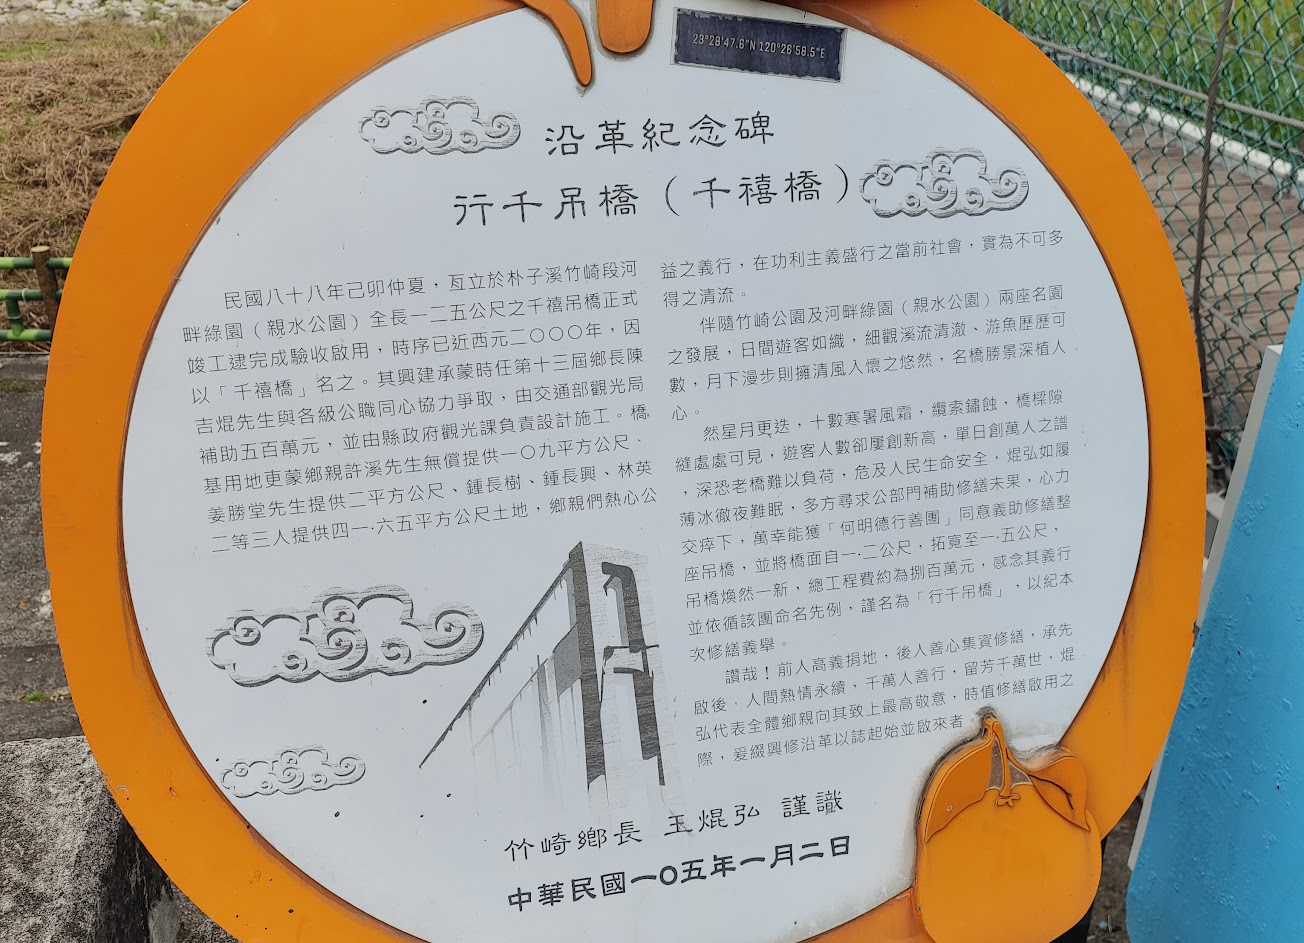 23°28'47.6"N 120°26'58.5"E
沿革紀念碑
行千吊橋（千禧橋）
民國八十八年己卯仲夏，亙立於朴子溪竹崎段河
畔綠園（親水公園）全長一二五公尺之千禧吊橋正式
竣工逮完成驗收啟用，時序已近西元二〇〇〇年，因
以「千禧橋」名之。其興建承蒙時任第十三屆鄉長陳
吉焜先生與各級公職同心協力爭取，由交通部觀光局
補助五百萬元，並由縣政府觀光課負責設計施工。橋
基用地更蒙鄉親許溪先生無償提供一〇九平方公尺、
姜勝堂先生提供二平方公尺、鍾長樹、鍾長興、林英
二等三人提供四一‧六五平方公尺土地，鄉親們熱心公
益之義行，在功利主義盛行之當前社會，實為不可多
得之清流。
伴隨竹崎公園及河畔綠園（親水公園）兩座名園
之發展，日間遊客如織，細觀溪流清澈、游魚歷歷可
數，月下漫步則擁清風入懷之悠然，名橋勝景深植人
心。
然星月更迭，十數寒暑風霜，纜索鏽蝕，橋樑隙
縫處處可見，遊客人數卻屢創新高，單日創萬人之譜
，深恐老橋難以負荷，危及人民生命安全，焜弘如履
薄冰徹夜難眠，多方尋求公部門補助修繕未果，心力
交瘁下，萬幸能獲「何明德行善團」同意義助修繕整
座吊橋，並將橋面自一‧二公尺，拓寬至一‧五公尺，
吊橋煥然一新，總工程費約為捌百萬元，感念其義行
並依循該團命名先例，謹名為「行千吊橋」，以紀本
次修繕義舉。
讚哉！前人高義捐地，後人善心集資修繕，承先
啟後，人間熱情永續，千萬人善行，留芳千萬世，焜
弘代表全體鄉親向其致上最高敬意，時值修繕啟用之
際，爰綴興修沿革以誌起始並啟來者。
竹崎鄉長 王焜弘 謹識
中華民國一〇五年一月二日